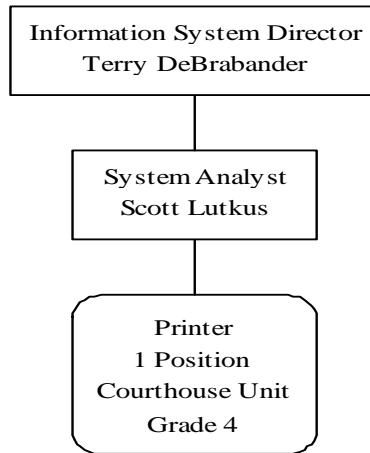 Information System Director
Terry DeBrabander
System Analyst
Scott Lutkus
Printer
1 Position
Courthouse Unit
Grade 4